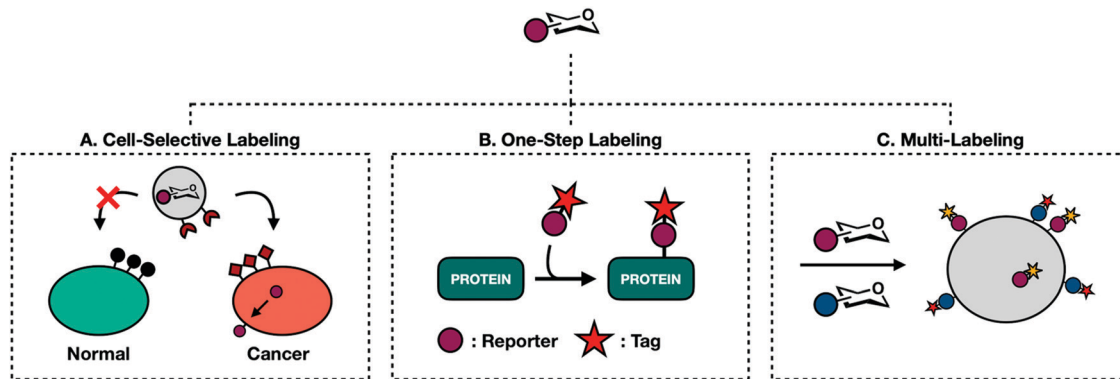 O
A. Cell-Selective Labeling
B. One-Step Labeling
C. Multi-Labeling
O
Normal
Cancer
PROTEIN
PROTEIN
: Reporter
: Tag
O
O